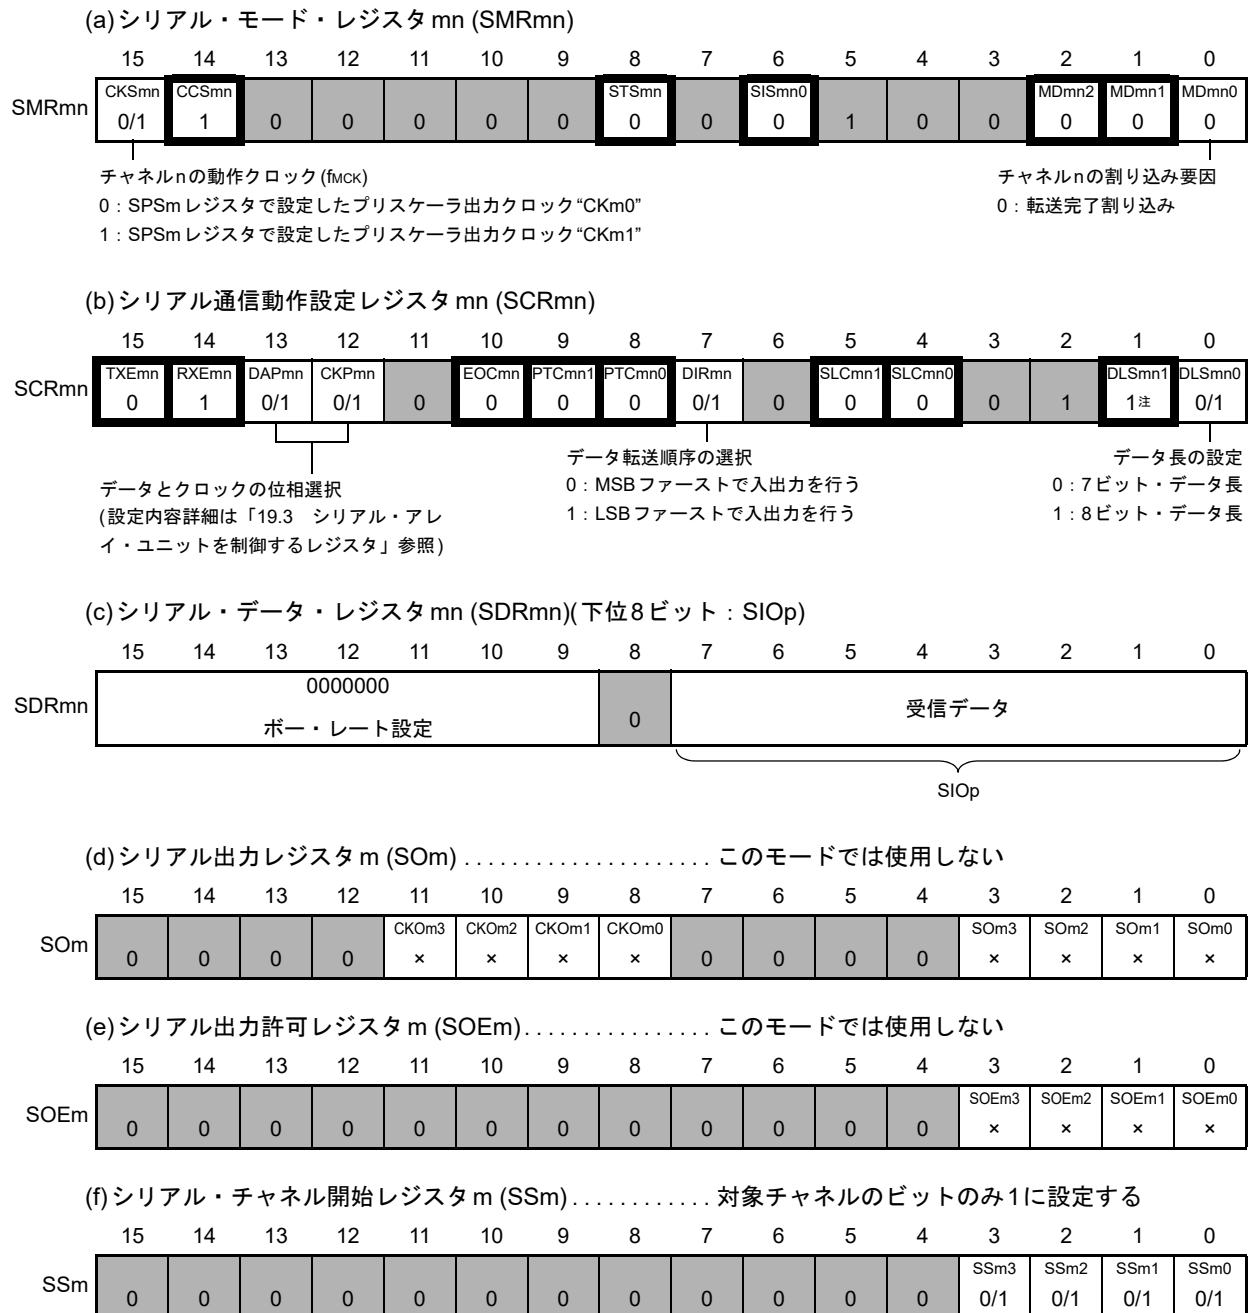 (a)シリアル・モード・レジスタmn (SMRmn)
15 14 13 12 11 10 9 8 7 6 5 4 3 2 1 0
SMRmn
CKSmn CCSmn STSmn SISmn0 MDmn2 MDmn1 MDmn0
0/1 1 0 0 0 0 0 0 0 0 1 0 0 0 0 0
チャネルnの動作クロック(fMCK)
0：SPSmレジスタで設定したプリスケーラ出力クロック“CKm0”
1：SPSmレジスタで設定したプリスケーラ出力クロック“CKm1”
チャネルnの割り込み要因
0：転送完了割り込み
(b)シリアル通信動作設定レジスタmn (SCRmn)
15 14 13 12 11 10 9 8 7 6 5 4 3 2 1 0
SCRmn
TXEmn RXEmn DAPmn CKPmn EOCmn PTCmn1 PTCmn0 DIRmn SLCmn1 SLCmn0 DLSmn1 DLSmn0
0 1 0/1 0/1 0 0 0 0 0/1 0 0 0 0 1 1注 0/1
データとクロックの位相選択
(設定内容詳細は「19.3　シリアル・アレ
イ・ユニットを制御するレジスタ」参照)
データ転送順序の選択
0：MSBファーストで入出力を行う
1：LSBファーストで入出力を行う
データ長の設定
0：7ビット・データ長
1：8ビット・データ長
(c)シリアル・データ・レジスタmn (SDRmn)(下位8ビット：SIOp)
15 14 13 12 11 10 9 8 7 6 5 4 3 2 1 0
SDRmn
0000000
ボー・レート設定
0
受信データ
SIOp
(d)シリアル出力レジスタm (SOm) . . . . . . . . . . . . . . . . . . . . . このモードでは使用しない
15 14 13 12 11 10 9 8 7 6 5 4 3 2 1 0
SOm
CKOm3 CKOm2 CKOm1 CKOm0 SOm3 SOm2 SOm1 SOm0
0 0 0 0 × × × × 0 0 0 0 × × × ×
(e)シリアル出力許可レジスタm (SOEm). . . . . . . . . . . . . . . . このモードでは使用しない
15 14 13 12 11 10 9 8 7 6 5 4 3 2 1 0
SOEm
SOEm3 SOEm2 SOEm1 SOEm0
0 0 0 0 0 0 0 0 0 0 0 0 × × × ×
(f)シリアル・チャネル開始レジスタm (SSm). . . . . . . . . . . . 対象チャネルのビットのみ1に設定する
15 14 13 12 11 10 9 8 7 6 5 4 3 2 1 0
SSm
SSm3 SSm2 SSm1 SSm0
0 0 0 0 0 0 0 0 0 0 0 0 0/1 0/1 0/1 0/1